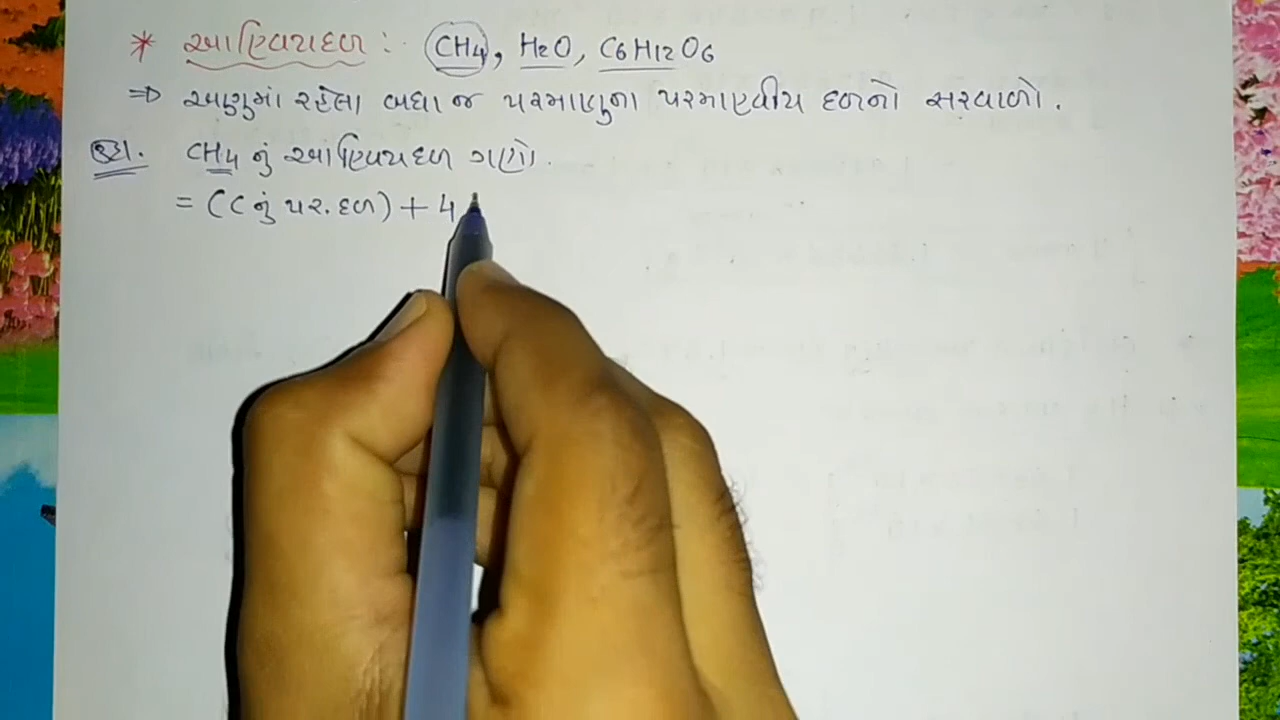 * આણ્વિયદળ : CH4, H2O, C6H12O6
⇒ અણુમાં રહેલા બધા જ પરમાણુના પરમાણ્વીય દળનો સરવાળો.
ઉદા. CH4 નું આણ્વિયદળ ગણો.
= (C નું પર. દળ) + 4